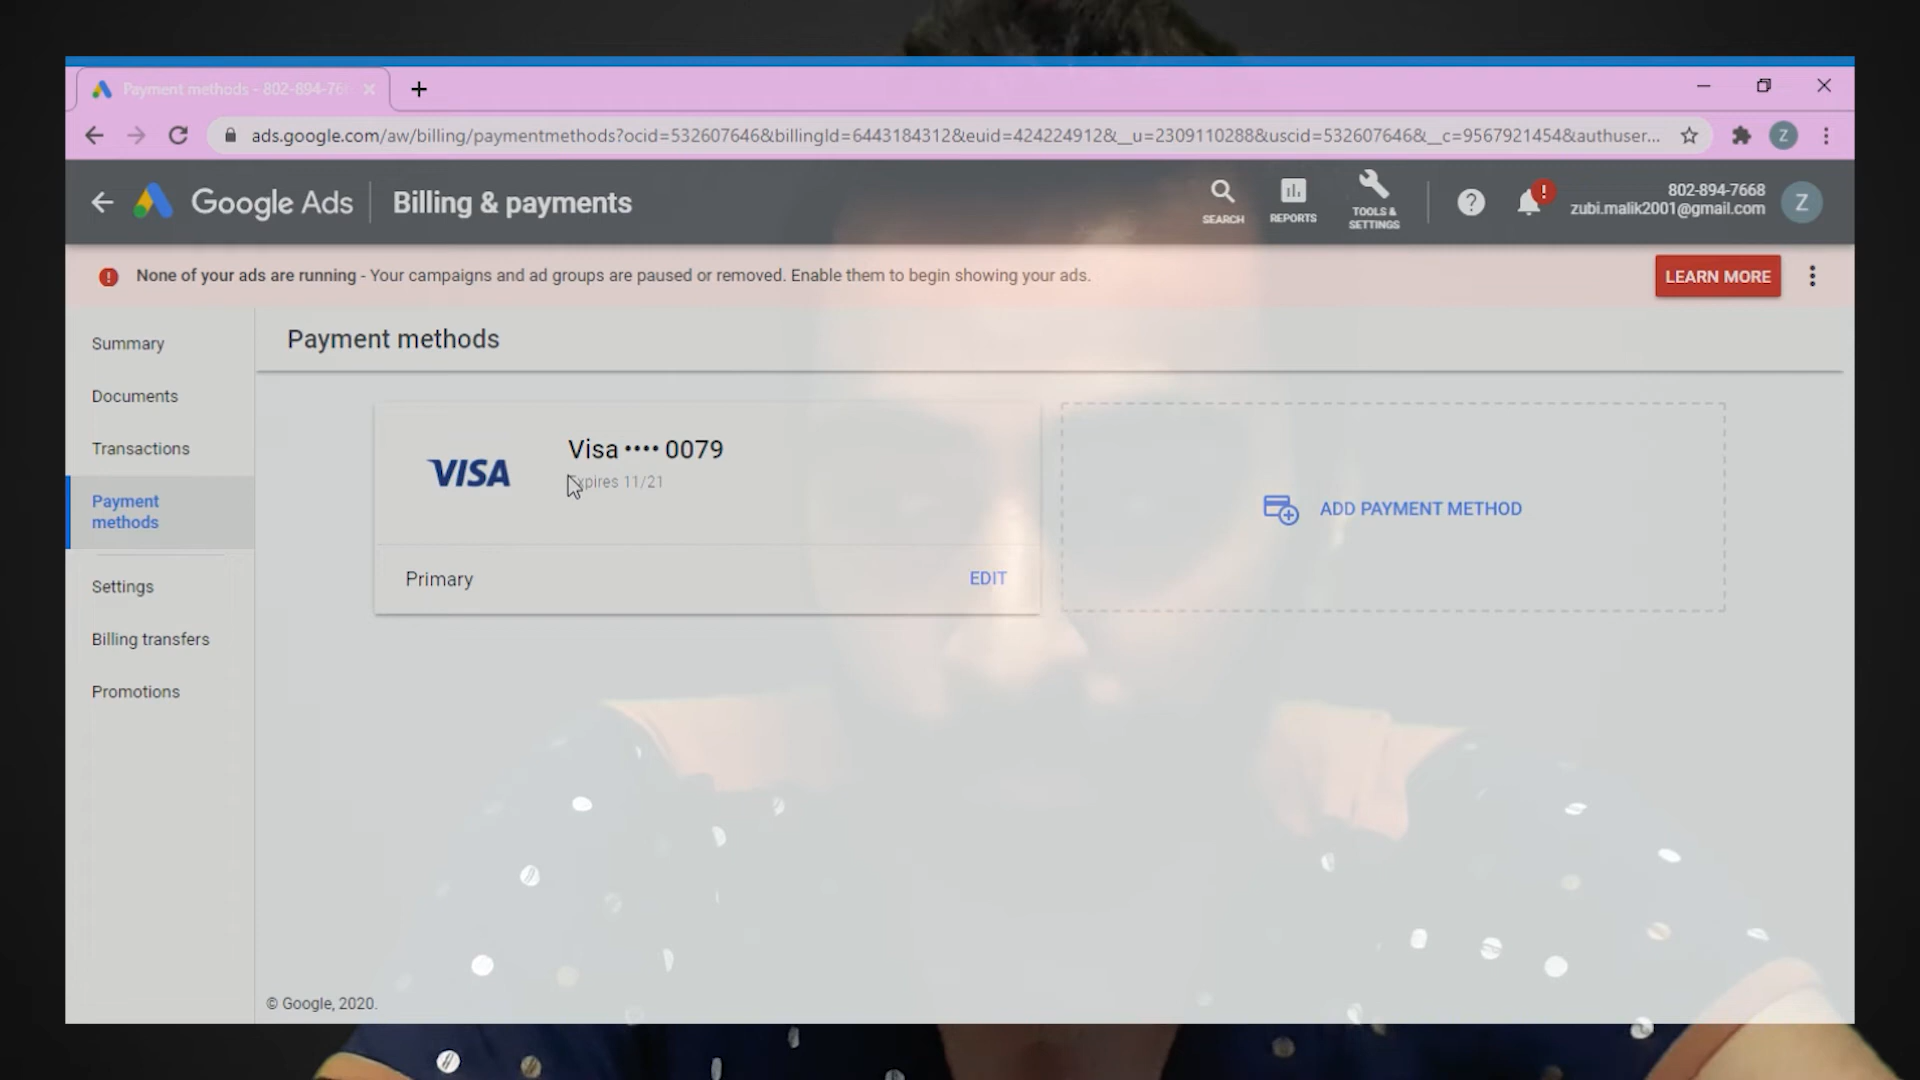 Payment methods - 802-894-76
ads.google.com/aw/billing/paymentmethods?ocid=532607646&billingId=6443184312&euid=424224912&__u=2309110288&uscid=532607646&__c=9567921454&authuser...
Z
Google Ads
Billing & payments
SEARCH
REPORTS
TOOLS &
SETTINGS
?
!
802-894-7668
zubi.malik2001@gmail.com
Z
None of your ads are running - Your campaigns and ad groups are paused or removed. Enable them to begin showing your ads.
LEARN MORE
Summary
Documents
Transactions
Payment
methods
Settings
Billing transfers
Promotions
Payment methods
VISA
Visa •••• 0079
Expires 11/21
Primary
EDIT
ADD PAYMENT METHOD
© Google, 2020.